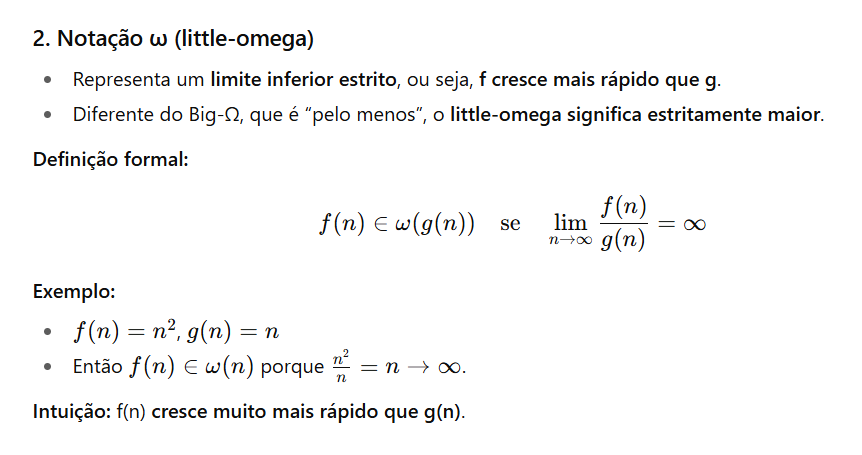 2. Notação ω (little-omega)
• Representa um limite inferior estrito, ou seja, f cresce mais rápido que g.
• Diferente do Big-Ω, que é “pelo menos”, o little-omega significa estritamente maior.
Definição formal:
f(n) ∈ ω(g(n)) se lim n→∞ f(n)/g(n) = ∞
Exemplo:
• f(n) = n², g(n) = n
• Então f(n) ∈ ω(n) porque n²/n = n → ∞.
Intuição: f(n) cresce muito mais rápido que g(n).